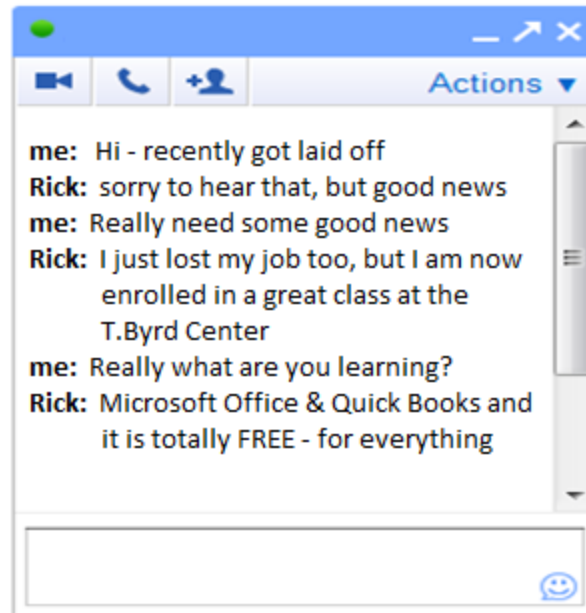 Actions
me: Hi - recently got laid off
Rick: sorry to hear that, but good news
me: Really need some good news
Rick: I just lost my job too, but I am now
enrolled in a great class at the
T.Byrd Center
me: Really what are you learning?
Rick: Microsoft Office & Quick Books and
it is totally FREE - for everything